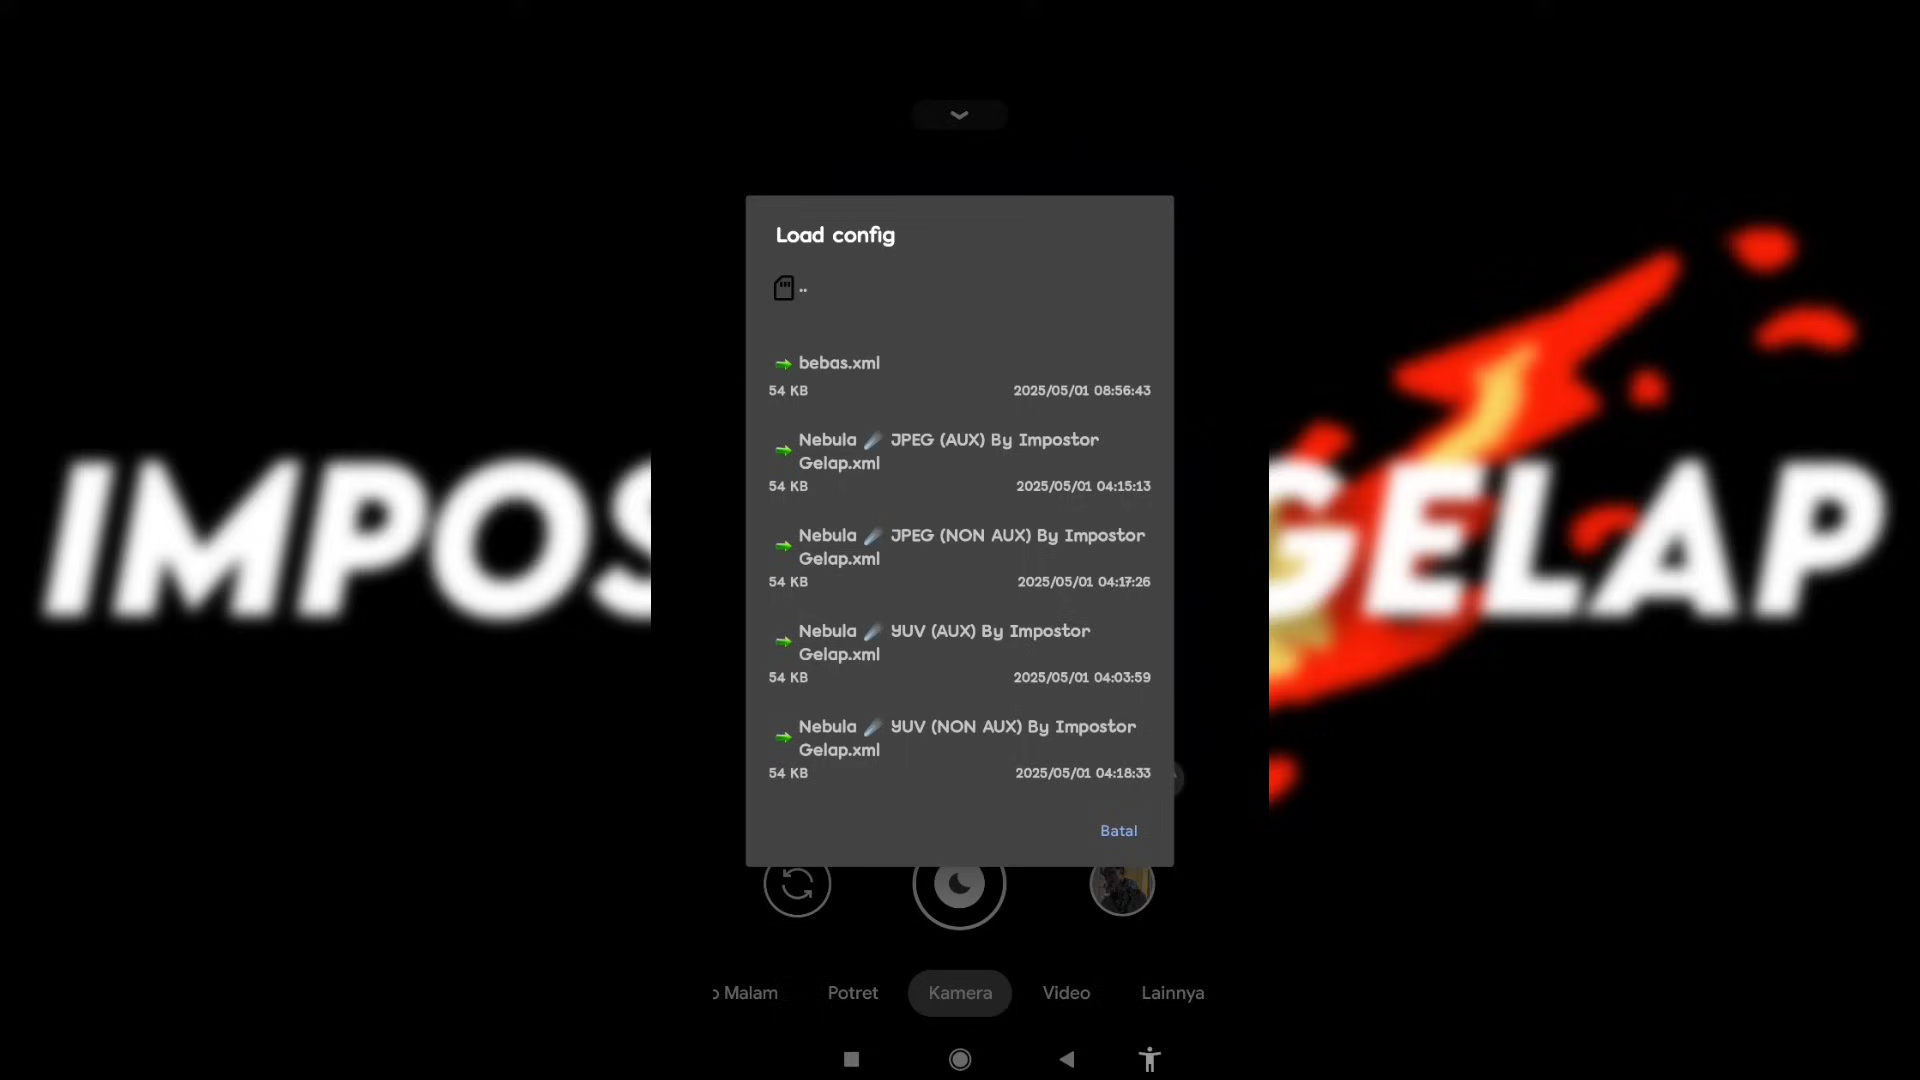 Load config
..
bebas.xml
54 KB 2025/05/01 08:56:43
Nebula ☄️ JPEG (AUX) By Impostor
Gelap.xml
54 KB 2025/05/01 04:15:13
Nebula ☄️ JPEG (NON AUX) By Impostor
Gelap.xml
54 KB 2025/05/01 04:17:26
IMPOS
GELAP
Nebula ☄️ YUV (AUX) By Impostor
Gelap.xml
54 KB 2025/05/01 04:03:59
Nebula ☄️ YUV (NON AUX) By Impostor
Gelap.xml
54 KB 2025/05/01 04:18:33
Batal
o Malam Potret Kamera Video Lainnya